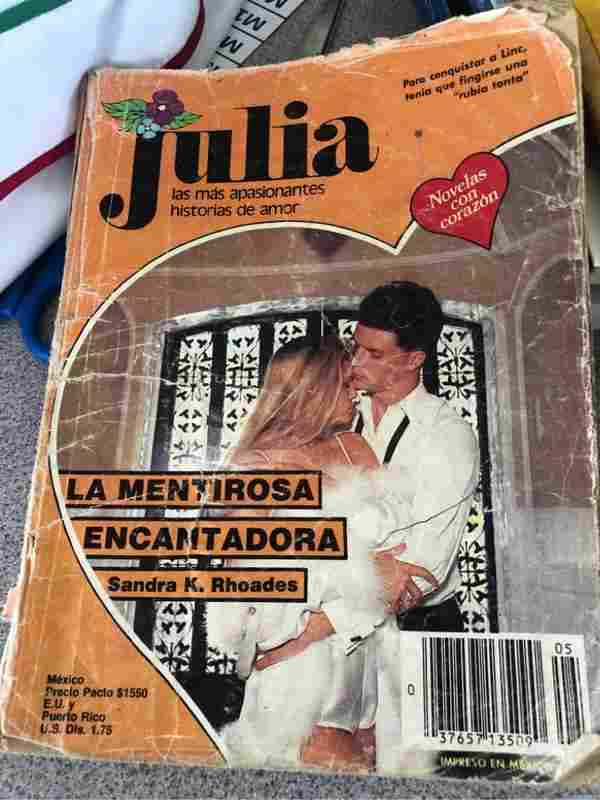 M2
M1
Para conquistar a Linc,
tenía que fingirse una
"rubia tonta"
Julia
las más apasionantes
historias de amor
Novelas
con
corazón
LA MENTIROSA
ENCANTADORA
Sandra K. Rhoades
México
Precio Pacto $1550
E.U. y
Puerto Rico
U.S. Dls. 1.75
05
0
37657 13509
IMPRESO EN MÉXICO